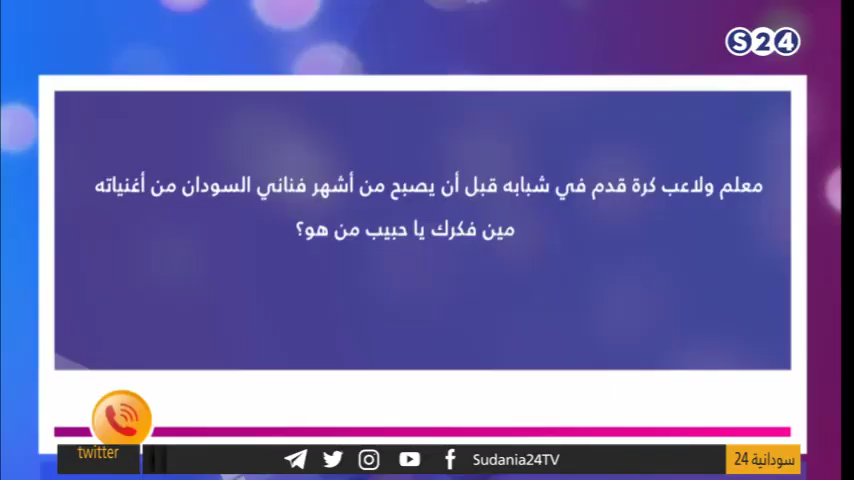 S24
معلم ولاعب كرة قدم في شبابه قبل أن يصبح من أشهر فناني السودان من أغنياته
مين فكرك يا حبيب من هو؟
twitter
Sudania24TV
سودانية 24